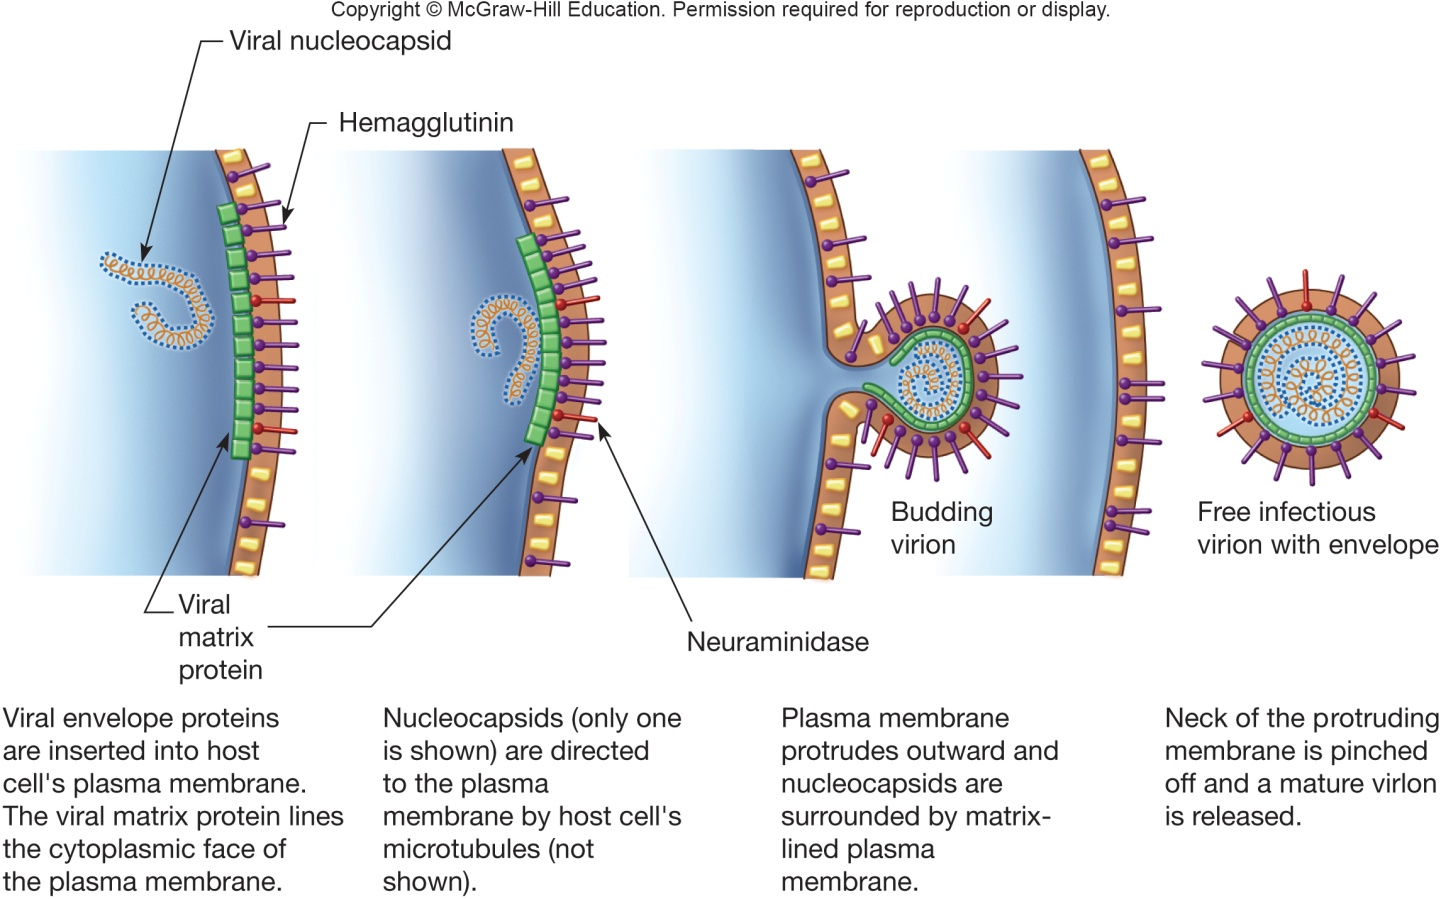 Copyright © McGraw-Hill Education. Permission required for reproduction or display.
Viral nucleocapsid
Hemagglutinin
Budding
virion
Free infectious
virion with envelope
Viral
matrix
protein
Neuraminidase
Viral envelope proteins
are inserted into host
cell's plasma membrane.
The viral matrix protein lines
the cytoplasmic face of
the plasma membrane.
Nucleocapsids (only one
is shown) are directed
to the plasma
membrane by host cell's
microtubules (not
shown).
Plasma membrane
protrudes outward and
nucleocapsids are
surrounded by matrix-
lined plasma
membrane.
Neck of the protruding
membrane is pinched
off and a mature virlon
is released.